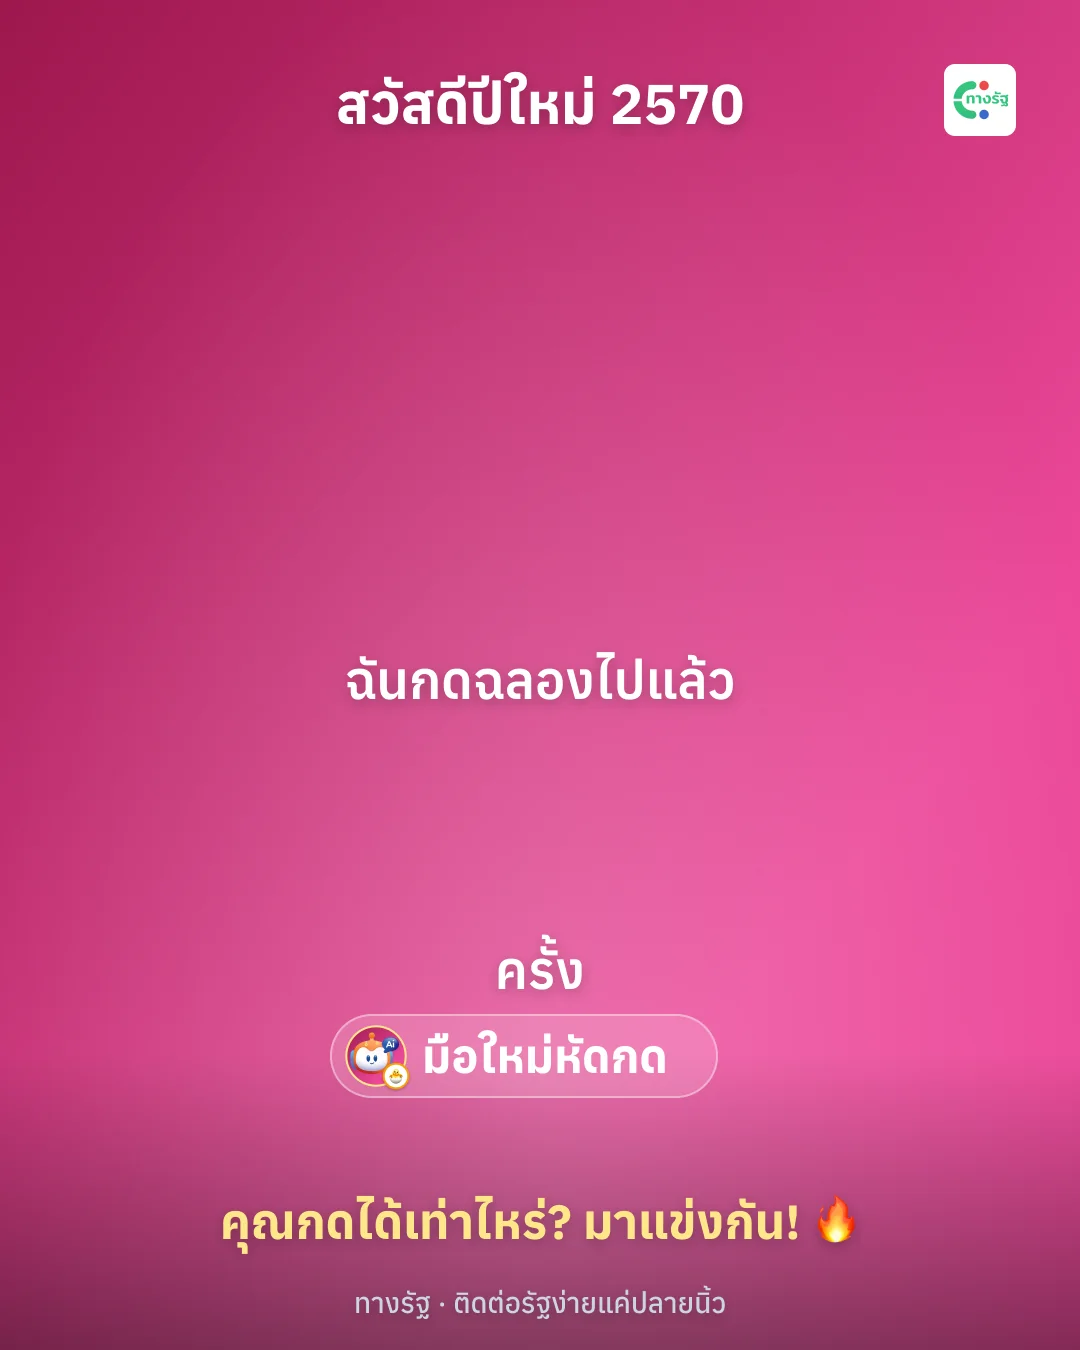 สวัสดีปีใหม่ 2570
ทางรัฐ
ฉันกดฉลองไปแล้ว
ครั้ง
Ai
มือใหม่หัดกด
คุณกดได้เท่าไหร่? มาแข่งกัน! 🔥
ทางรัฐ · ติดต่อรัฐง่ายแค่ปลายนิ้ว